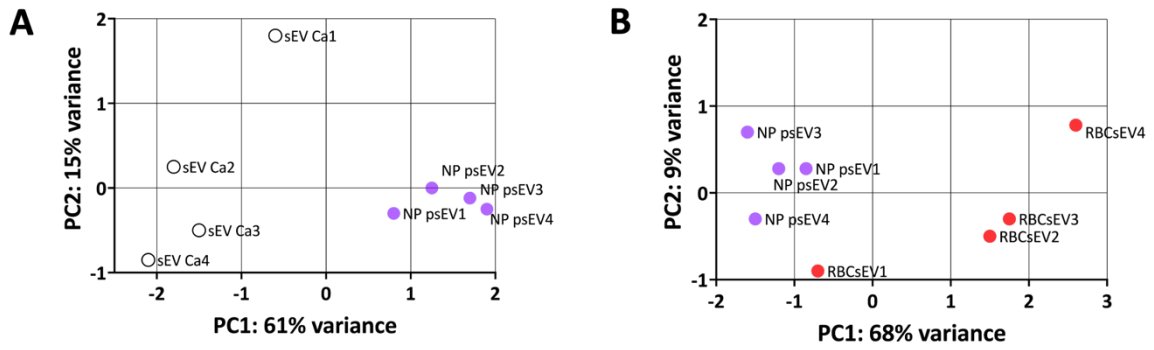 A
2
1
0
-1
PC2: 15% variance
sEV Ca1
sEV Ca2
sEV Ca3
sEV Ca4
NP psEV2
NP psEV3
NP psEV1
NP psEV4
-2
-1
0
1
2
PC1: 61% variance
B
2
1
0
-1
PC2: 9% variance
NP psEV3
RBCsEV4
NP psEV1
NP psEV2
NP psEV4
RBCsEV3
RBCsEV2
RBCsEV1
-2
-1
0
1
2
3
PC1: 68% variance